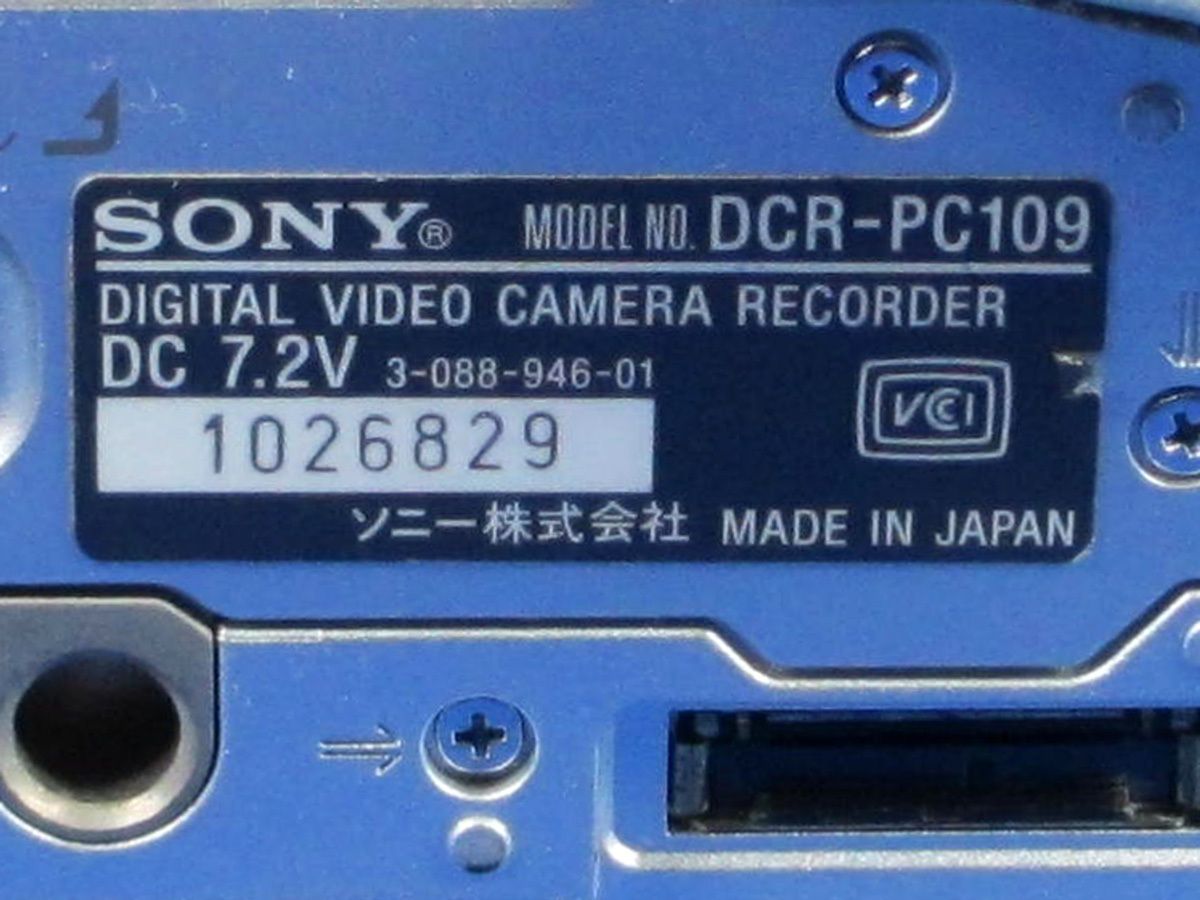 SONY® MODEL NO. DCR-PC109
DIGITAL VIDEO CAMERA RECORDER
DC 7.2V 3-088-946-01
VCCI
1026829
ソニー株式会社 MADE IN JAPAN